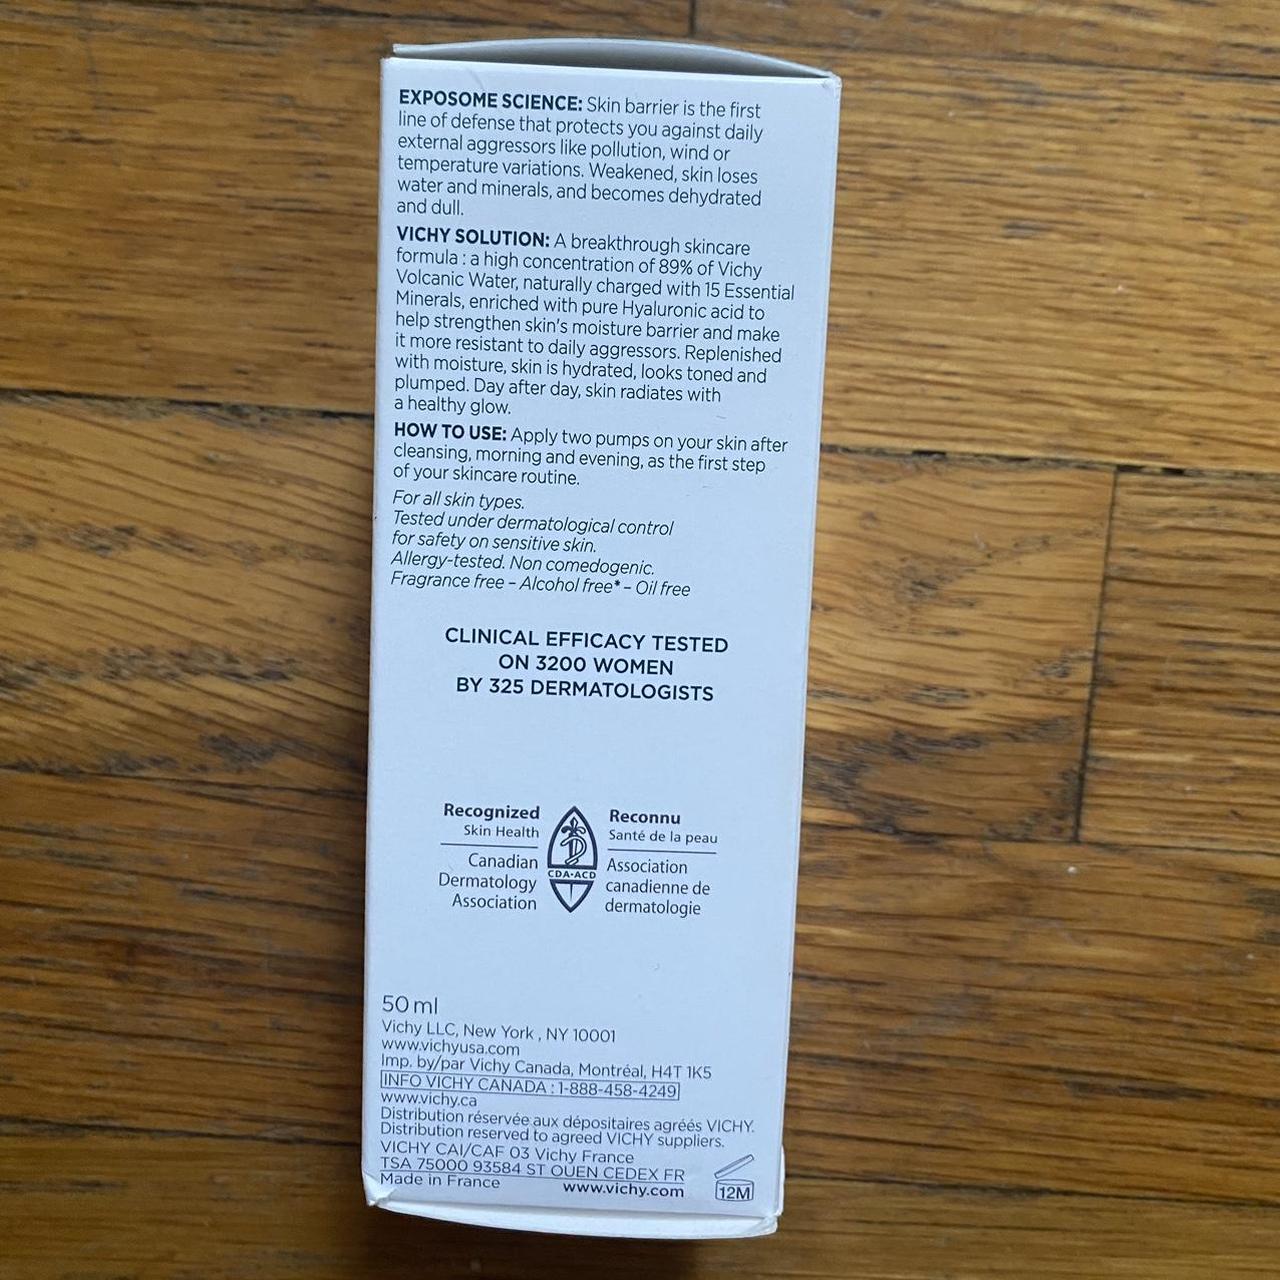 EXPOSOME SCIENCE: Skin barrier is the first
line of defense that protects you against daily
external aggressors like pollution, wind or
temperature variations. Weakened, skin loses
water and minerals, and becomes dehydrated
and dull.
VICHY SOLUTION: A breakthrough skincare
formula : a high concentration of 89% of Vichy
Volcanic Water, naturally charged with 15 Essential
Minerals, enriched with pure Hyaluronic acid to
help strengthen skin's moisture barrier and make
it more resistant to daily aggressors. Replenished
with moisture, skin is hydrated, looks toned and
plumped. Day after day, skin radiates with
a healthy glow.
HOW TO USE: Apply two pumps on your skin after
cleansing, morning and evening, as the first step
of your skincare routine.
For all skin types.
Tested under dermatological control
for safety on sensitive skin.
Allergy-tested. Non comedogenic.
Fragrance free – Alcohol free* – Oil free
CLINICAL EFFICACY TESTED
ON 3200 WOMEN
BY 325 DERMATOLOGISTS
Recognized
Skin Health
Canadian
Dermatology
Association
CDA•ACD
Reconnu
Santé de la peau
Association
canadienne de
dermatologie
50 ml
Vichy LLC, New York , NY 10001
www.vichyusa.com
Imp. by/par Vichy Canada, Montréal, H4T 1K5
INFO VICHY CANADA : 1-888-458-4249
www.vichy.ca
Distribution réservée aux dépositaires agréés VICHY.
Distribution reserved to agreed VICHY suppliers.
VICHY CAI/CAF 03 Vichy France
TSA 75000 93584 ST OUEN CEDEX FR
Made in France www.vichy.com
12M